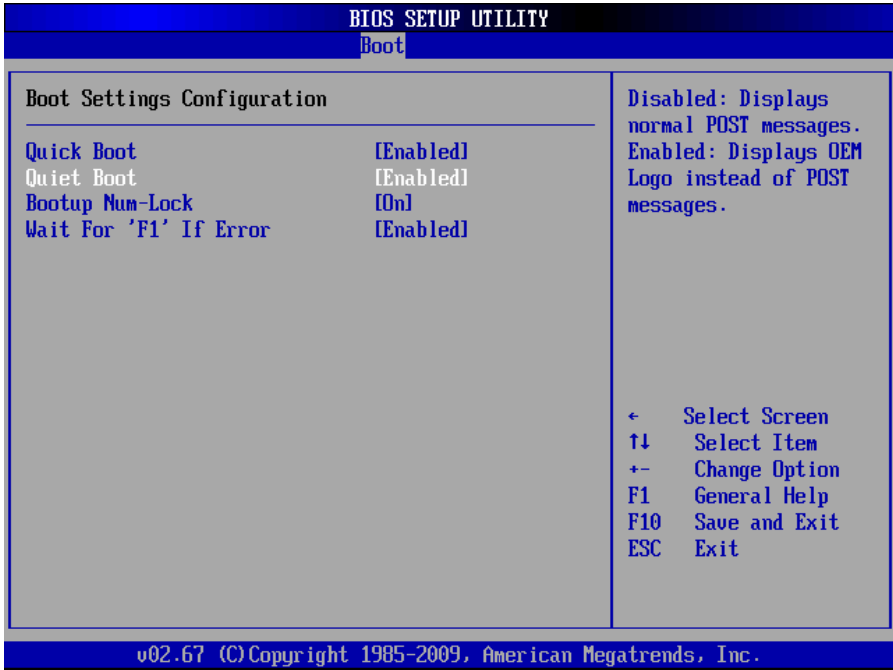 BIOS SETUP UTILITY
Boot
Boot Settings Configuration
Quick Boot [Enabled]
Quiet Boot [Enabled]
Bootup Num-Lock [On]
Wait For 'F1' If Error [Enabled]
Disabled: Displays
normal POST messages.
Enabled: Displays OEM
Logo instead of POST
messages.
← Select Screen
↑↓ Select Item
+- Change Option
F1 General Help
F10 Save and Exit
ESC Exit
v02.67 (C)Copyright 1985-2009, American Megatrends, Inc.